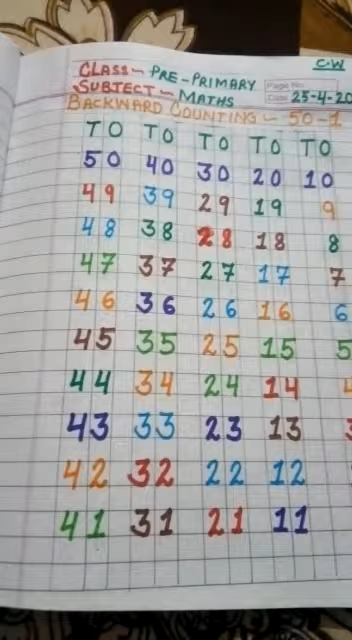 C.W
CLASS - PRE-PRIMARY
SUBJECT - MATHS
Page No.
Date 25-4-20
BACKWARD COUNTING - 50-1
T O T O T O T O T O
50 40 30 20 10
49 39 29 19 9
48 38 28 18 8
47 37 27 17 7
46 36 26 16 6
45 35 25 15 5
44 34 24 14
43 33 23 13
42 32 22 12
41 31 21 11